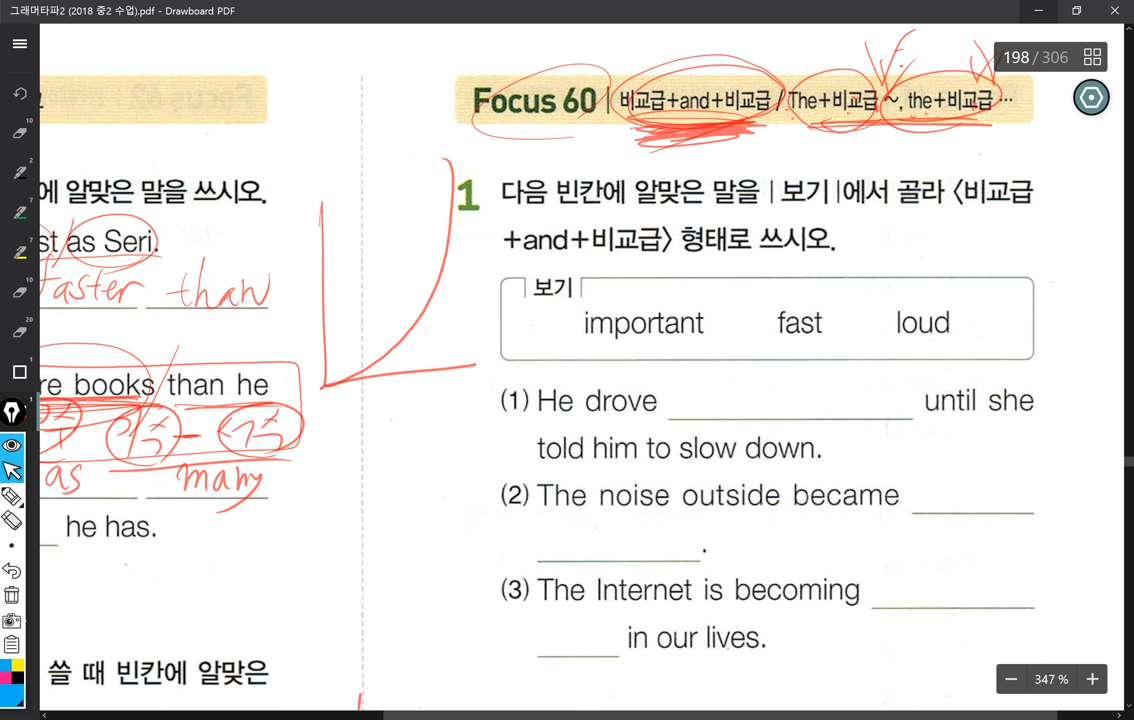 그래머타파2 (2018 중2 수업).pdf - Drawboard PDF
198 / 306
에 알맞은 말을 쓰시오.
st as Seri.
faster than
re books than he
as many
he has.
쓸 때 빈칸에 알맞은
Focus 60 | 비교급+and+비교급 / The+비교급 ~, the+비교급 …
1 다음 빈칸에 알맞은 말을 | 보기 |에서 골라 〈비교급
+and+비교급〉 형태로 쓰시오.
보기
important fast loud
(1) He drove ____________ until she
told him to slow down.
(2) The noise outside became ______
________.
(3) The Internet is becoming ________
____ in our lives.
347 %